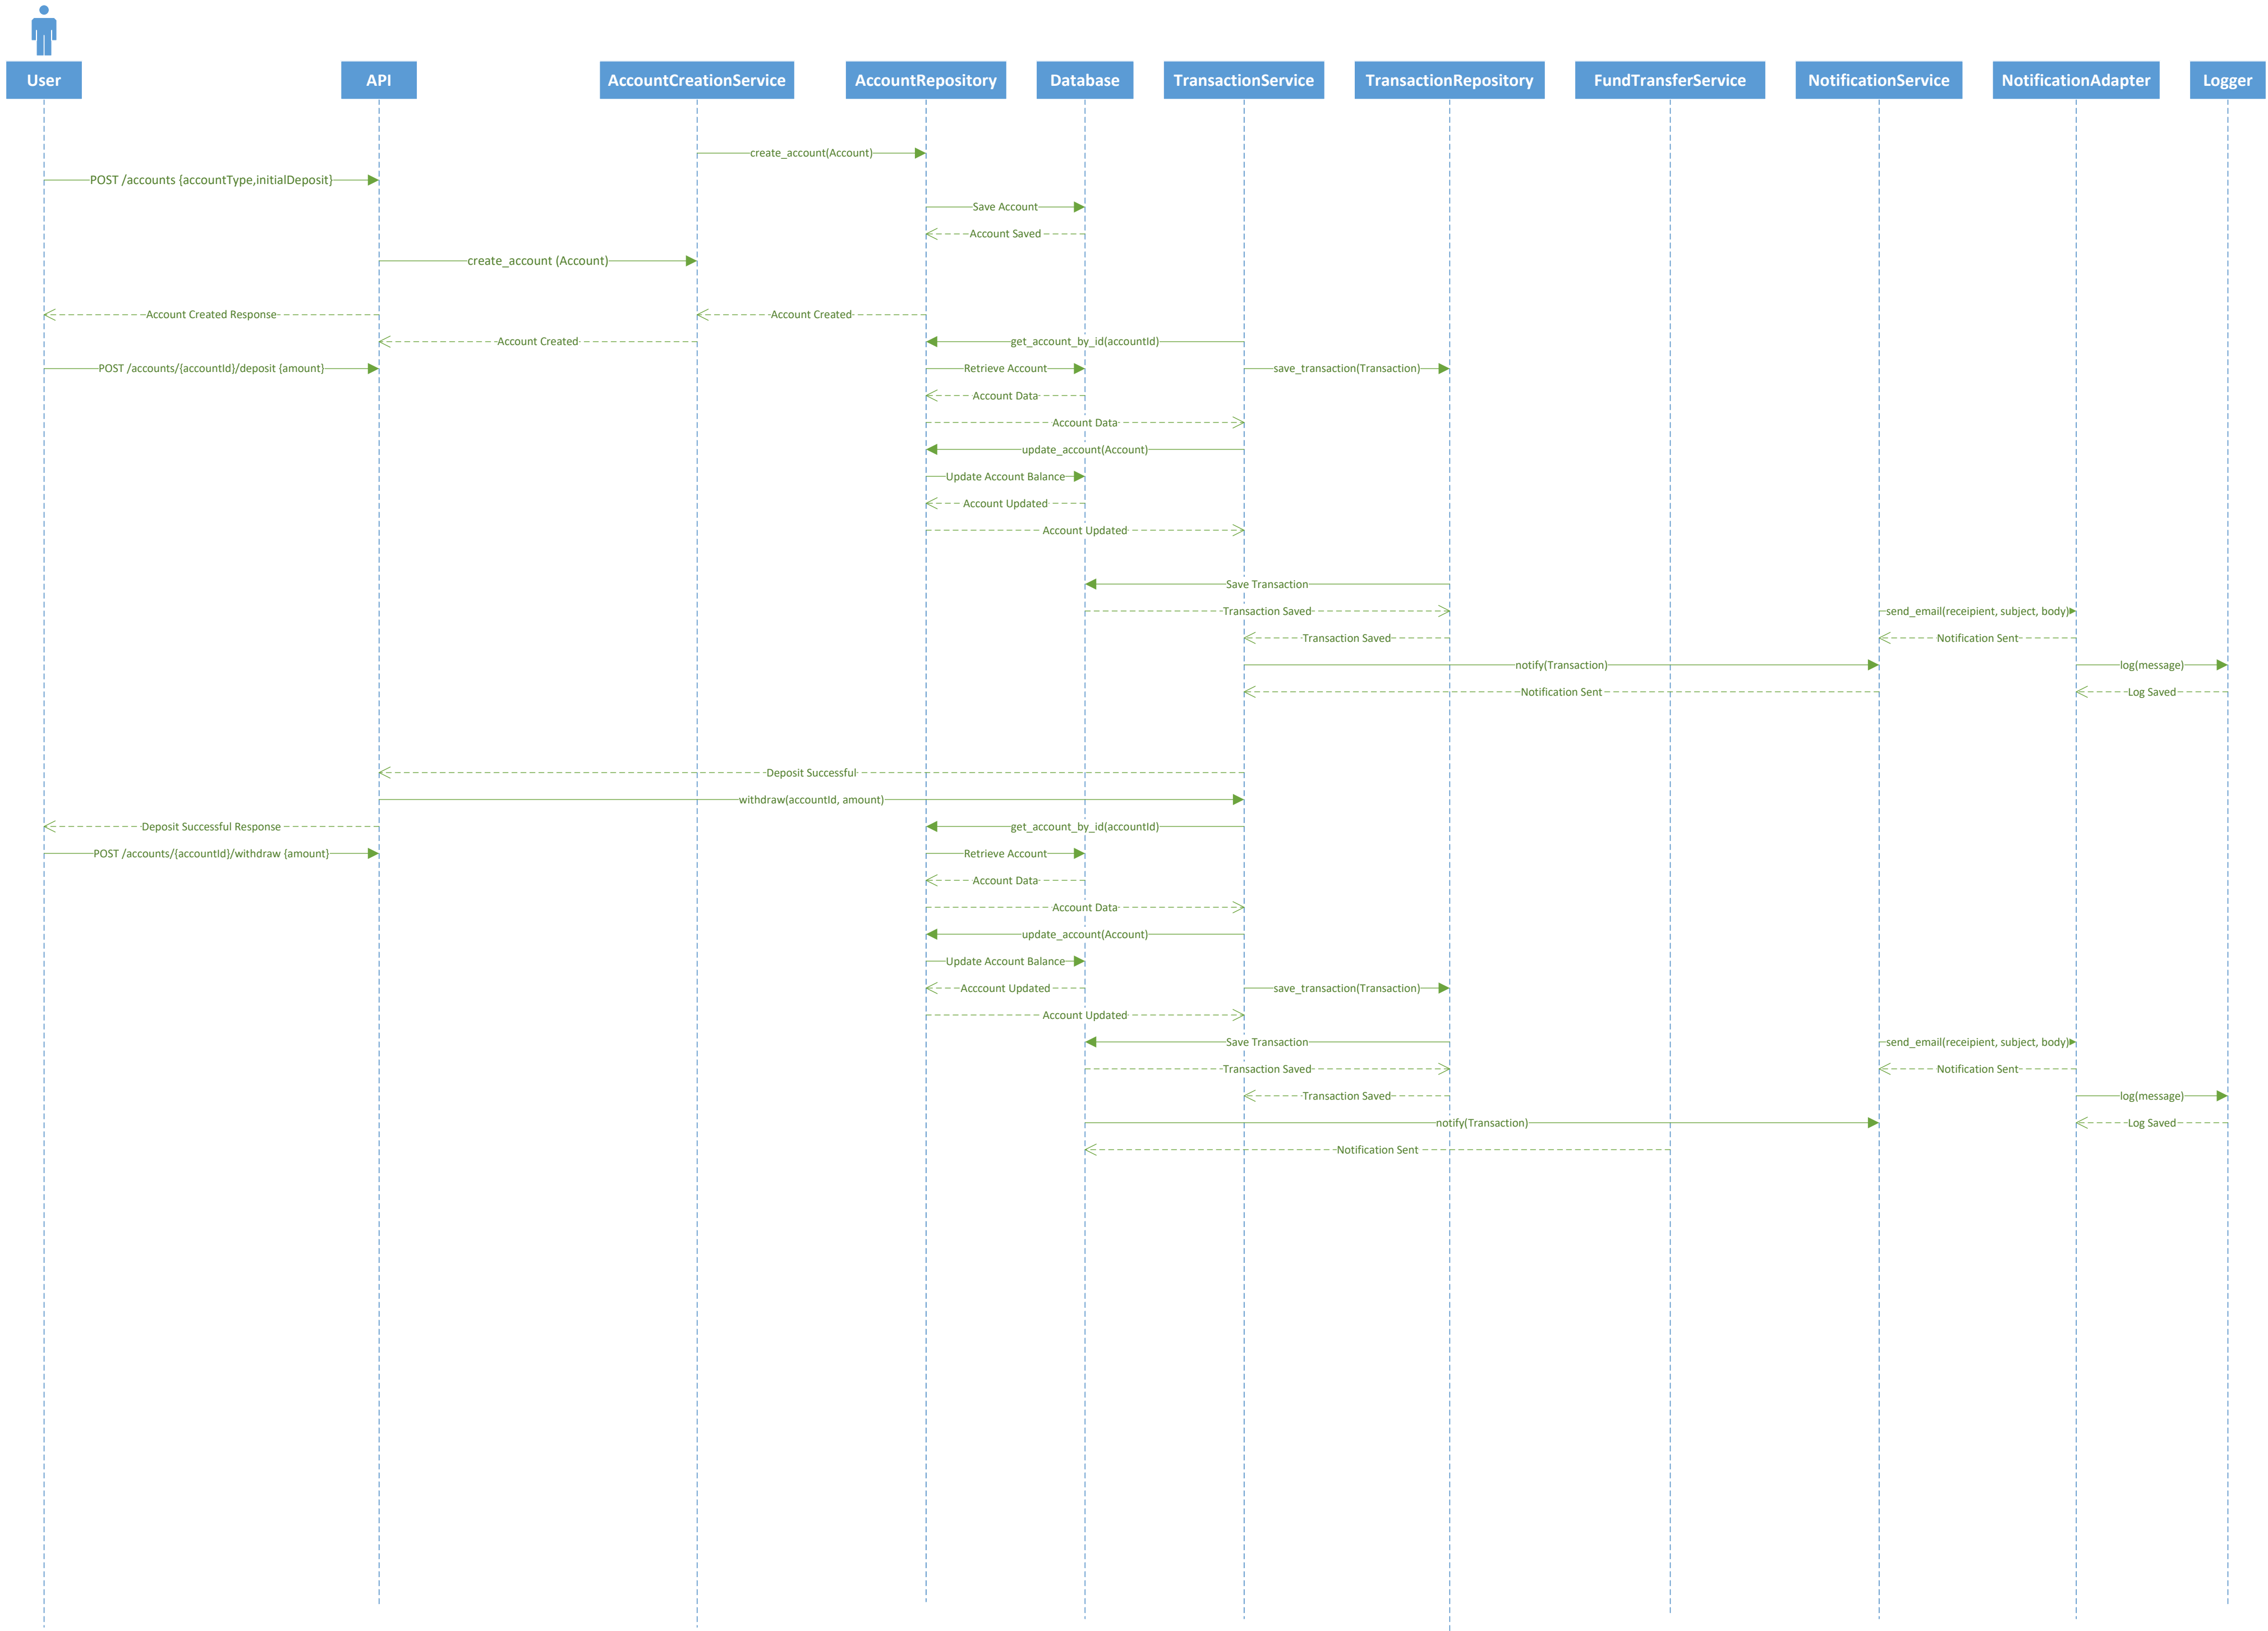 User
API
AccountCreationService
AccountRepository
Database
TransactionService
TransactionRepository
FundTransferService
NotificationService
NotificationAdapter
Logger
create_account(Account)
POST /accounts {accountType,initialDeposit}
Save Account
Account Saved
create_account (Account)
Account Created Response
Account Created
Account Created
get_account_by_id(accountId)
POST /accounts/{accountId}/deposit {amount}
Retrieve Account
save_transaction(Transaction)
Account Data
Account Data
update_account(Account)
Update Account Balance
Account Updated
Account Updated
Save Transaction
Transaction Saved
send_email(receipient, subject, body)
Transaction Saved
Notification Sent
notify(Transaction)
log(message)
Notification Sent
Log Saved
Deposit Successful
withdraw(accountId, amount)
Deposit Successful Response
get_account_by_id(accountId)
POST /accounts/{accountId}/withdraw {amount}
Retrieve Account
Account Data
Account Data
update_account(Account)
Update Account Balance
Acccount Updated
save_transaction(Transaction)
Account Updated
Save Transaction
send_email(receipient, subject, body)
Transaction Saved
Notification Sent
Transaction Saved
log(message)
notify(Transaction)
Log Saved
Notification Sent